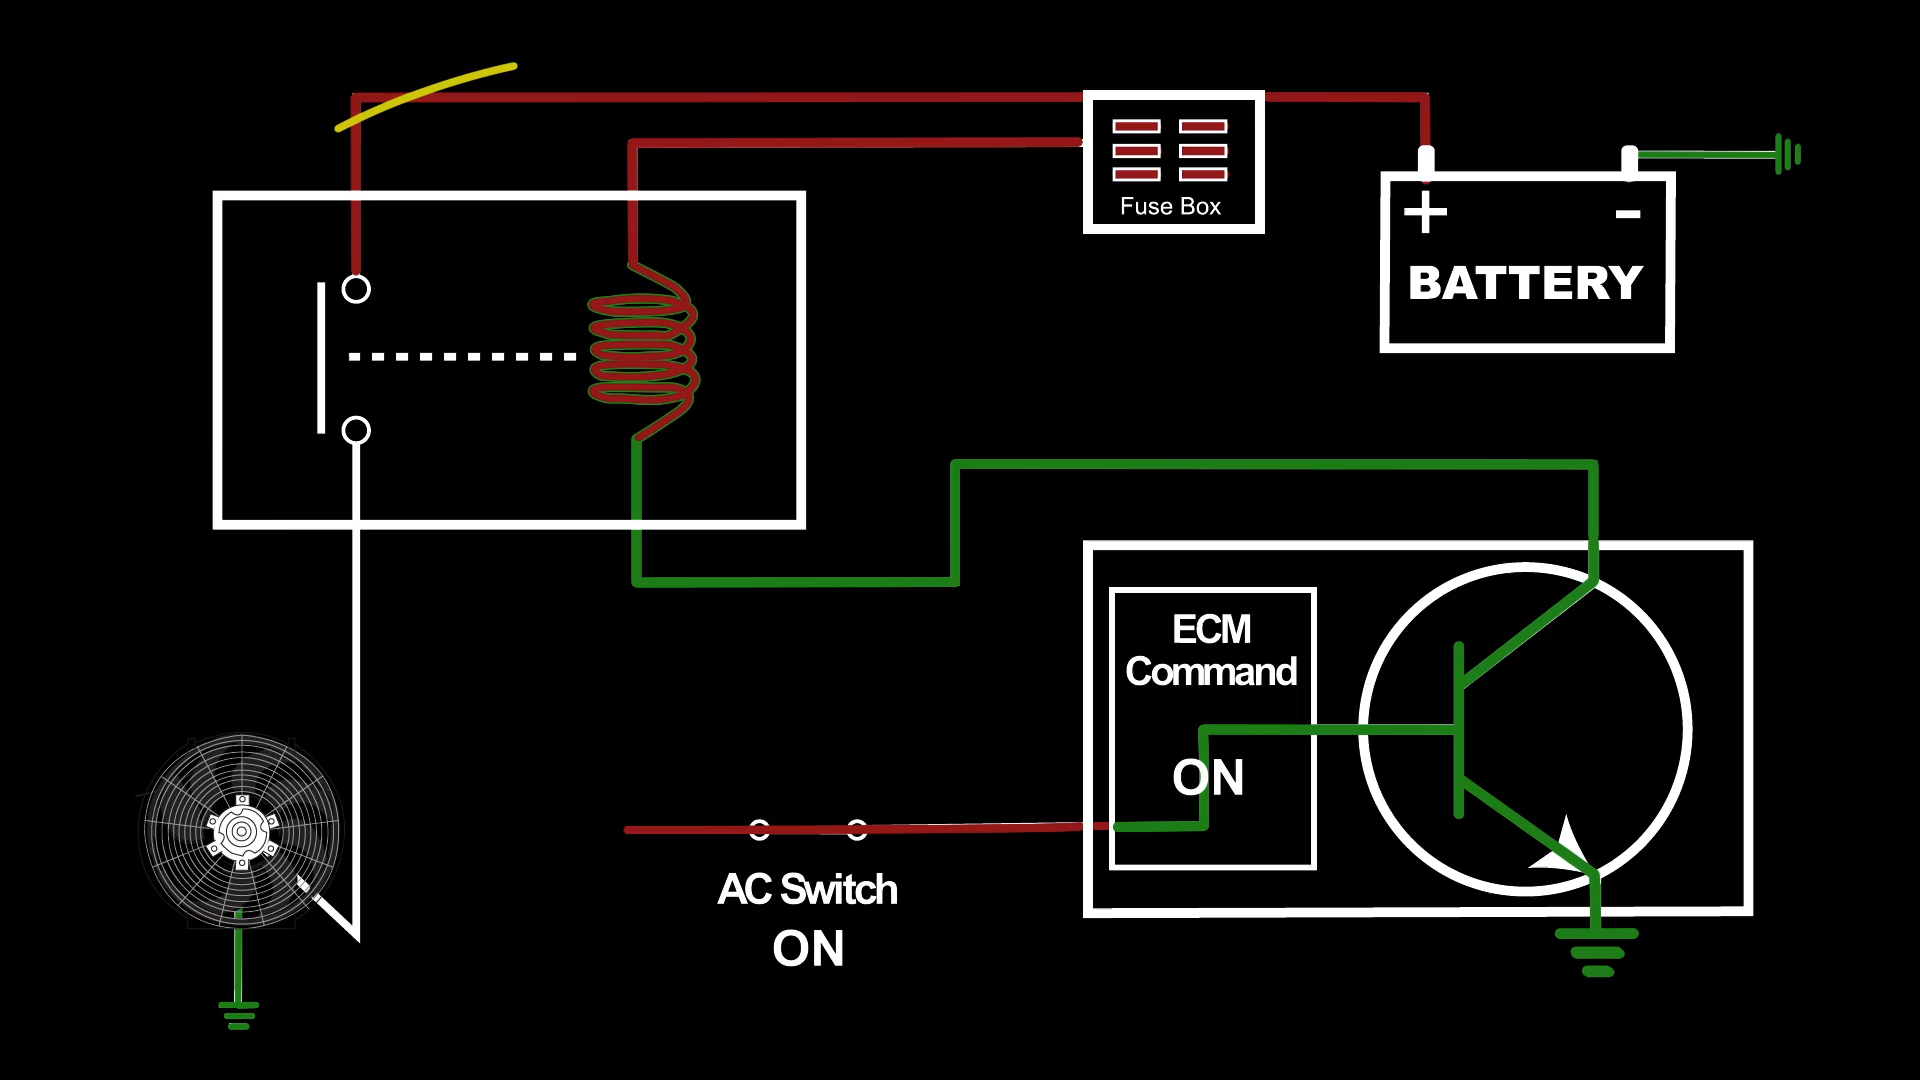 Fuse Box
+ -
BATTERY
ECM
Command
ON
AC Switch
ON